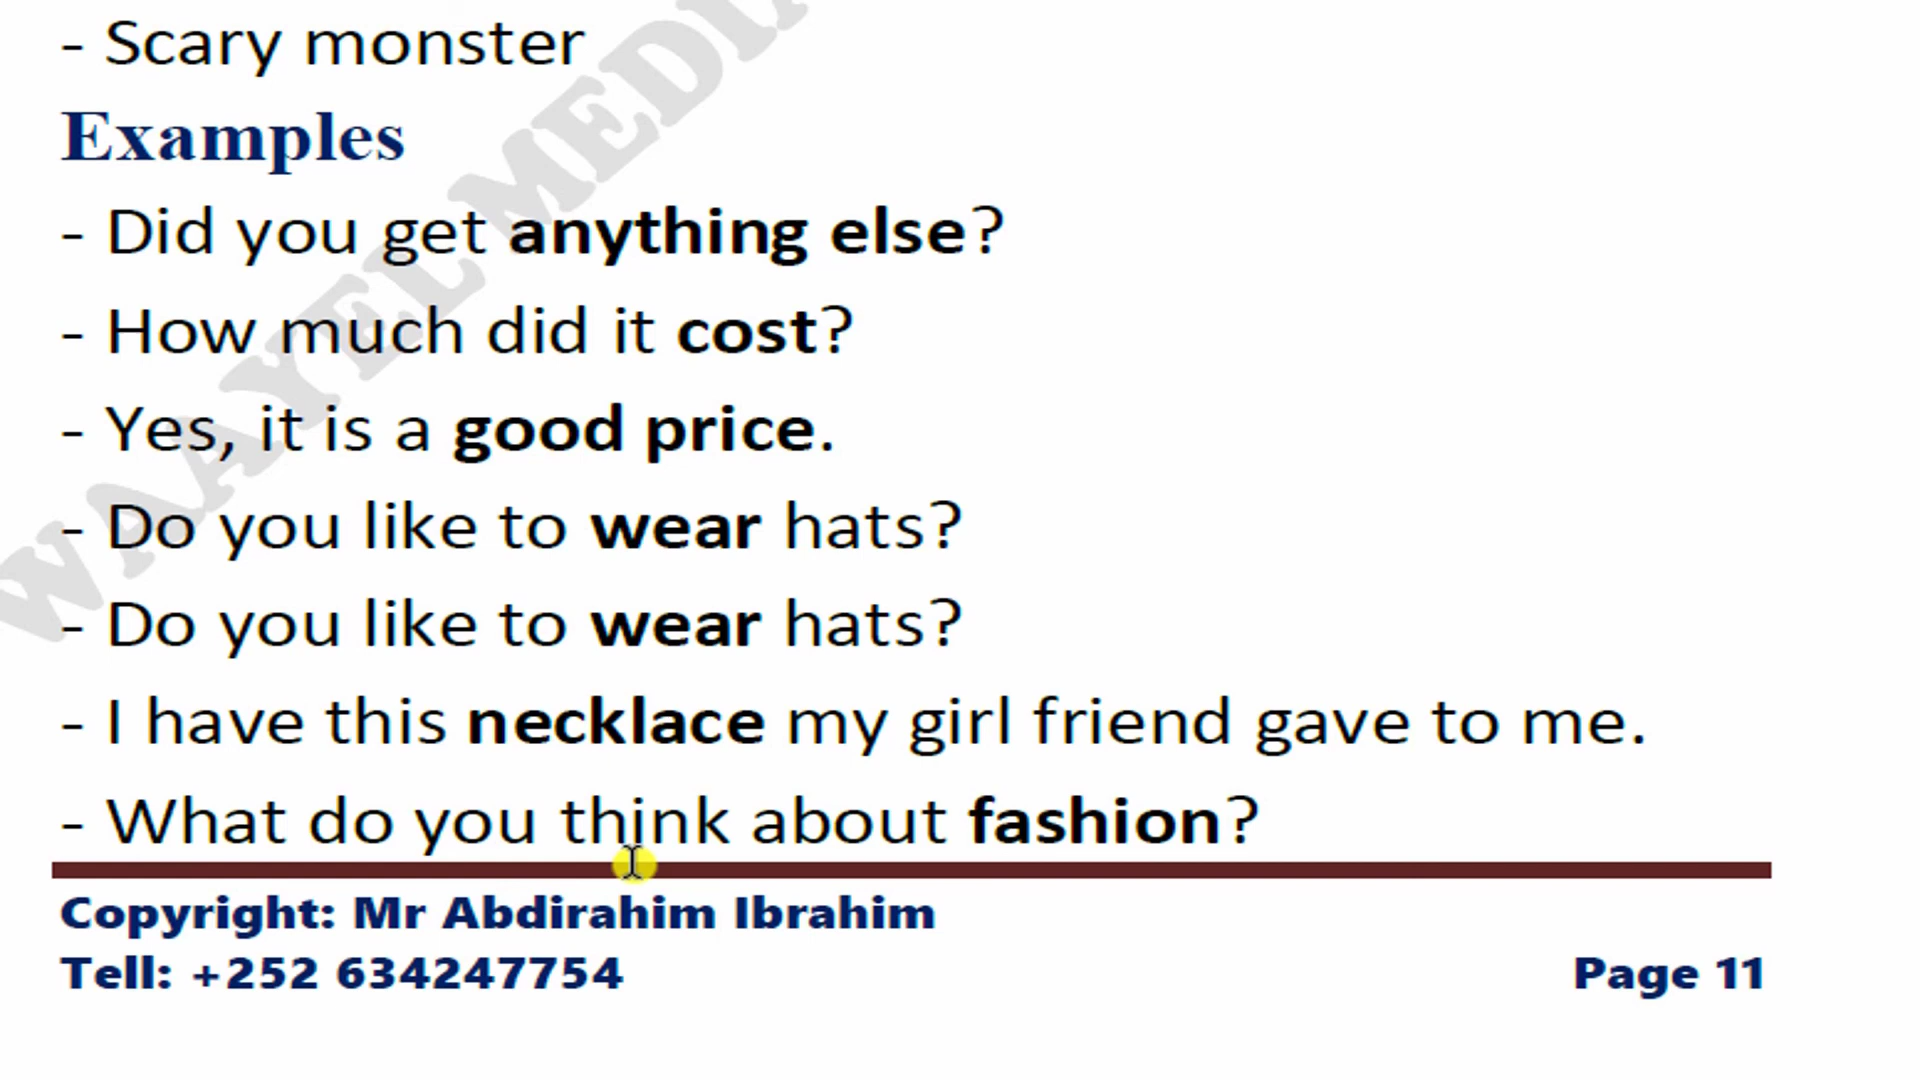 - Scary monster
Examples
- Did you get anything else?
- How much did it cost?
- Yes, it is a good price.
- Do you like to wear hats?
- Do you like to wear hats?
- I have this necklace my girl friend gave to me.
- What do you think about fashion?
Copyright: Mr Abdirahim Ibrahim
Tell: +252 634247754
Page 11
WAAYEL MEDIA